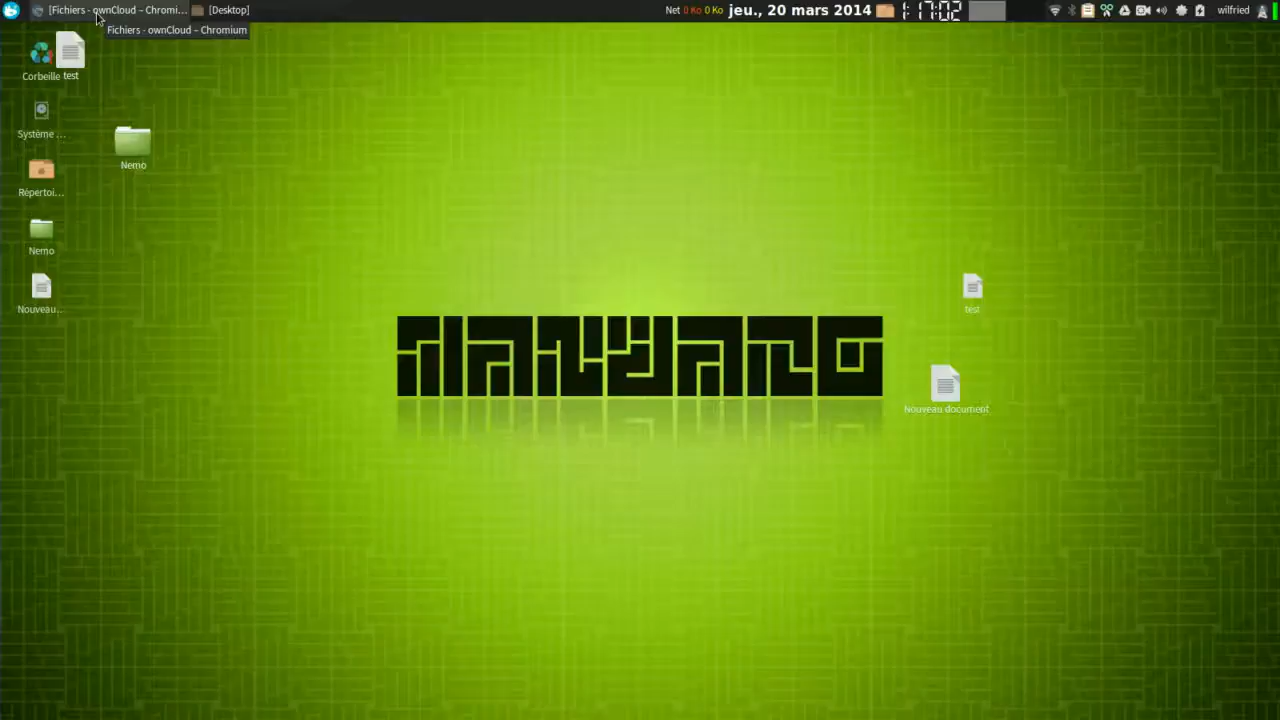 [Fichiers - ownCloud – Chromi... [Desktop] Net 0 Ko 0 Ko jeu., 20 mars 2014 17:02 wilfried
Fichiers - ownCloud – Chromium
Corbeille test
Système ...
Nemo
Répertoi...
Nemo
Nouveau...
test
MANJARO
Nouveau document